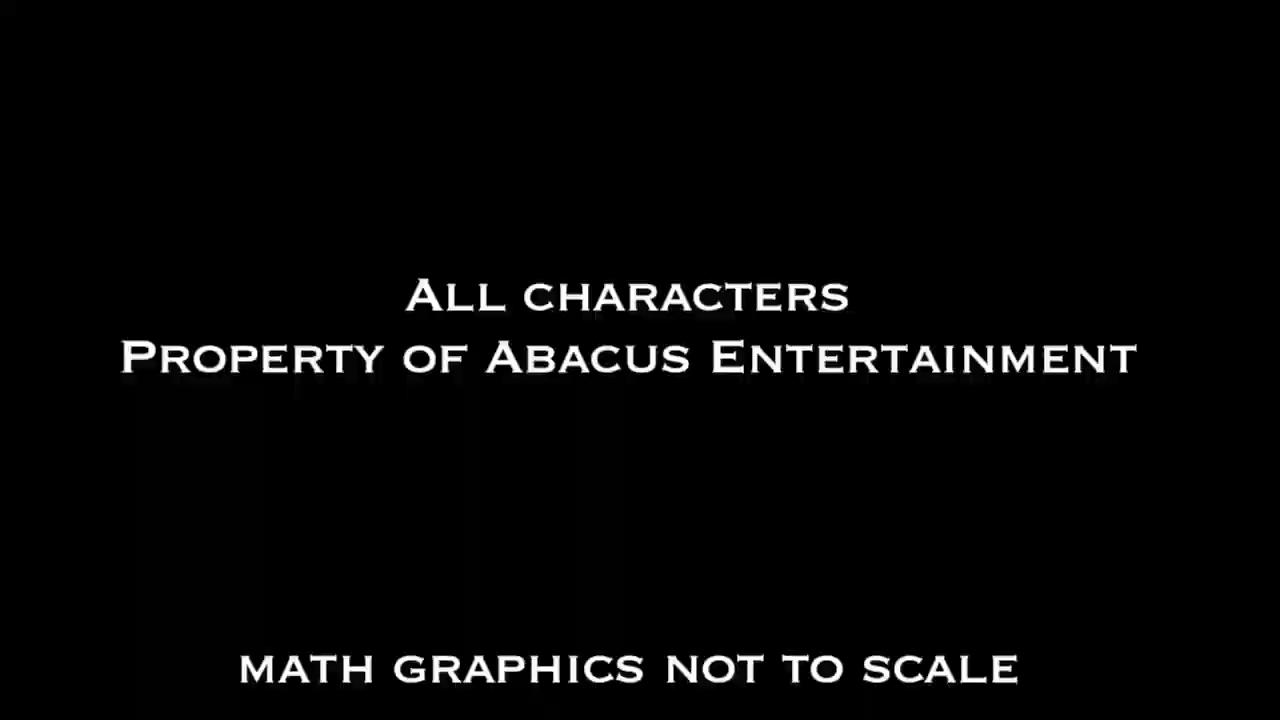 All characters
Property of Abacus Entertainment
math graphics not to scale